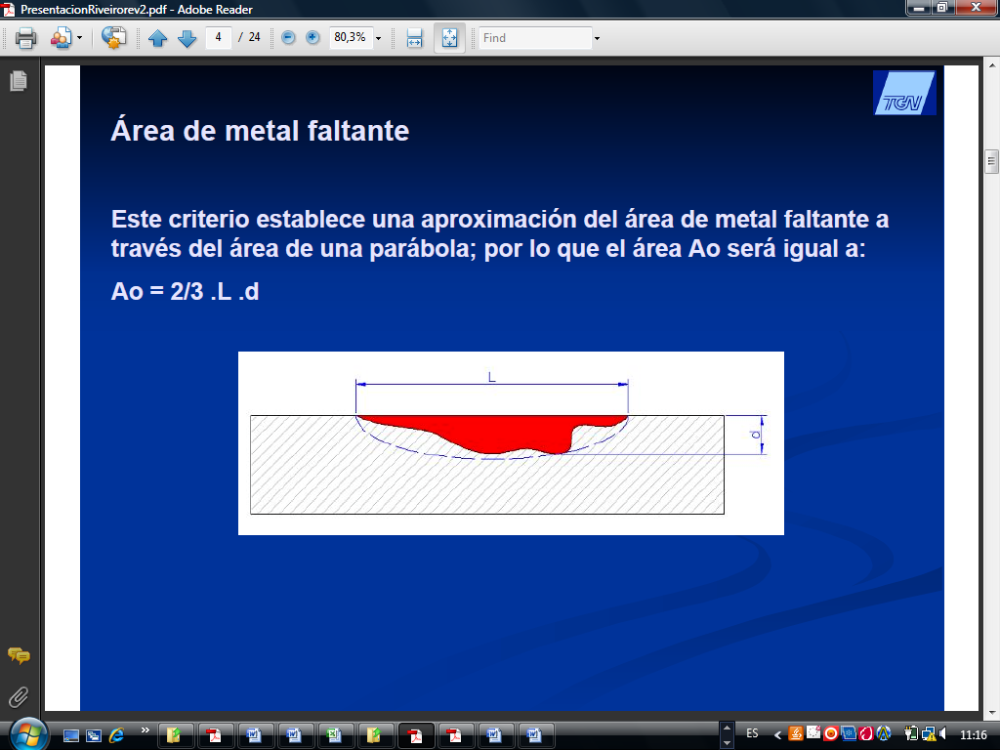 PresentacionRiveirorev2.pdf - Adobe Reader
4 / 24 80,3% Find
TGN
Área de metal faltante
Este criterio establece una aproximación del área de metal faltante a
través del área de una parábola; por lo que el área Ao será igual a:
Ao = 2/3 .L .d
L
d
ES 11:16